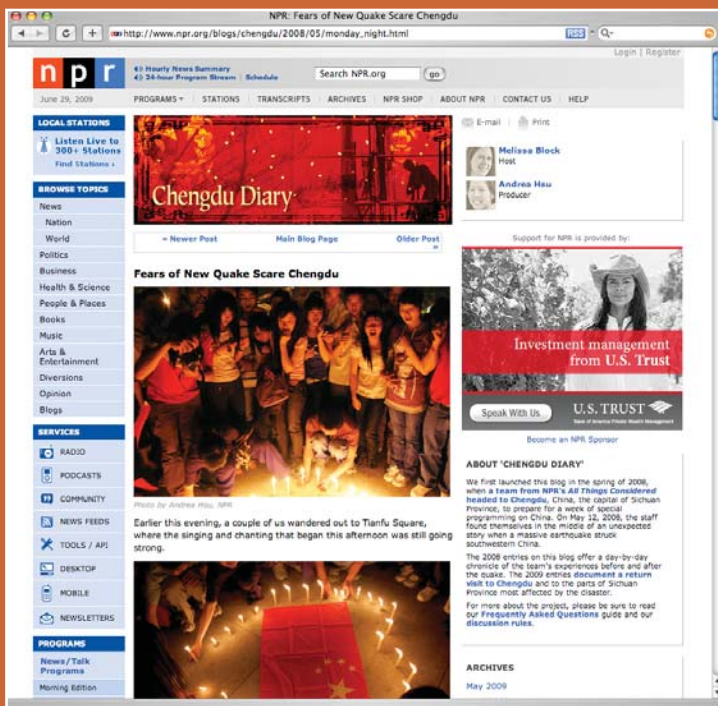 NPR: Fears of New Quake Scare Chengdu
http://www.npr.org/blogs/chengdu/2008/05/monday_night.html
RSS
Q-
Login | Register
npr
Hourly News Summary
24-hour Program Stream | Schedule
Search NPR.org
go
June 29, 2009
PROGRAMS STATIONS TRANSCRIPTS ARCHIVES NPR SHOP ABOUT NPR CONTACT US HELP
LOCAL STATIONS
Listen Live to
300+ Stations
Find Stations ›
BROWSE TOPICS
News
Nation
World
Politics
Business
Health & Science
People & Places
Books
Music
Arts &
Entertainment
Diversions
Opinion
Blogs
SERVICES
RADIO
PODCASTS
COMMUNITY
NEWS FEEDS
TOOLS / API
DESKTOP
MOBILE
NEWSLETTERS
PROGRAMS
News/Talk
Programs
Morning Edition
Chengdu Diary
« Newer Post Main Blog Page Older Post
»
Fears of New Quake Scare Chengdu
Photo by Andrea Hsu, NPR
Earlier this evening, a couple of us wandered out to Tianfu Square,
where the singing and chanting that began this afternoon was still going
strong.
E-mail Print
Melissa Block
Host
Andrea Hsu
Producer
Support for NPR is provided by:
Investment management
from U.S. Trust
Speak With Us
U.S. TRUST
Bank of America Private Wealth Management
Become an NPR Sponsor
ABOUT 'CHENGDU DIARY'
We first launched this blog in the spring of 2008,
when a team from NPR's All Things Considered
headed to Chengdu, China, the capital of Sichuan
Province, to prepare for a week of special
programming on China. On May 12, 2008, the staff
found themselves in the middle of an unexpected
story when a massive earthquake struck
southwestern China.
The 2008 entries on this blog offer a day-by-day
chronicle of the team's experiences before and after
the quake. The 2009 entries document a return
visit to Chengdu and to the parts of Sichuan
Province most affected by the disaster.
For more about the project, please be sure to read
our Frequently Asked Questions guide and our
discussion rules.
ARCHIVES
May 2009